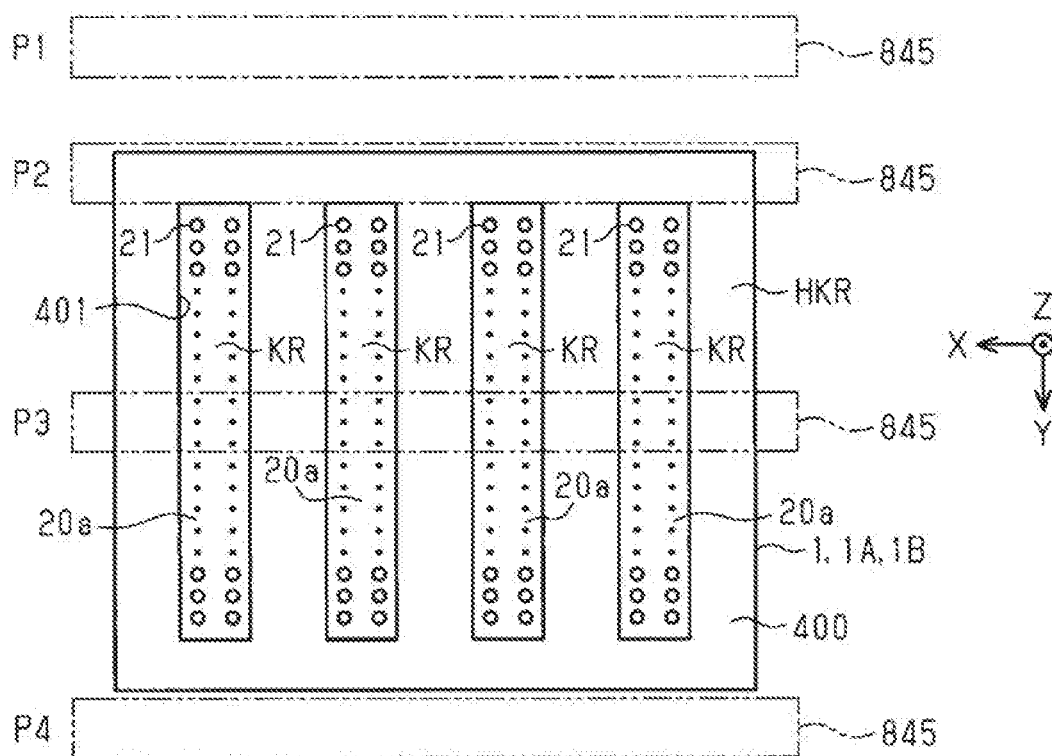 P1 845
P2 845
21 21 21 21
HKR
401
KR KR KR KR
Z
X
Y
P3 845
20a 20a
20a 20a
1, 1A, 1B
400
P4 845